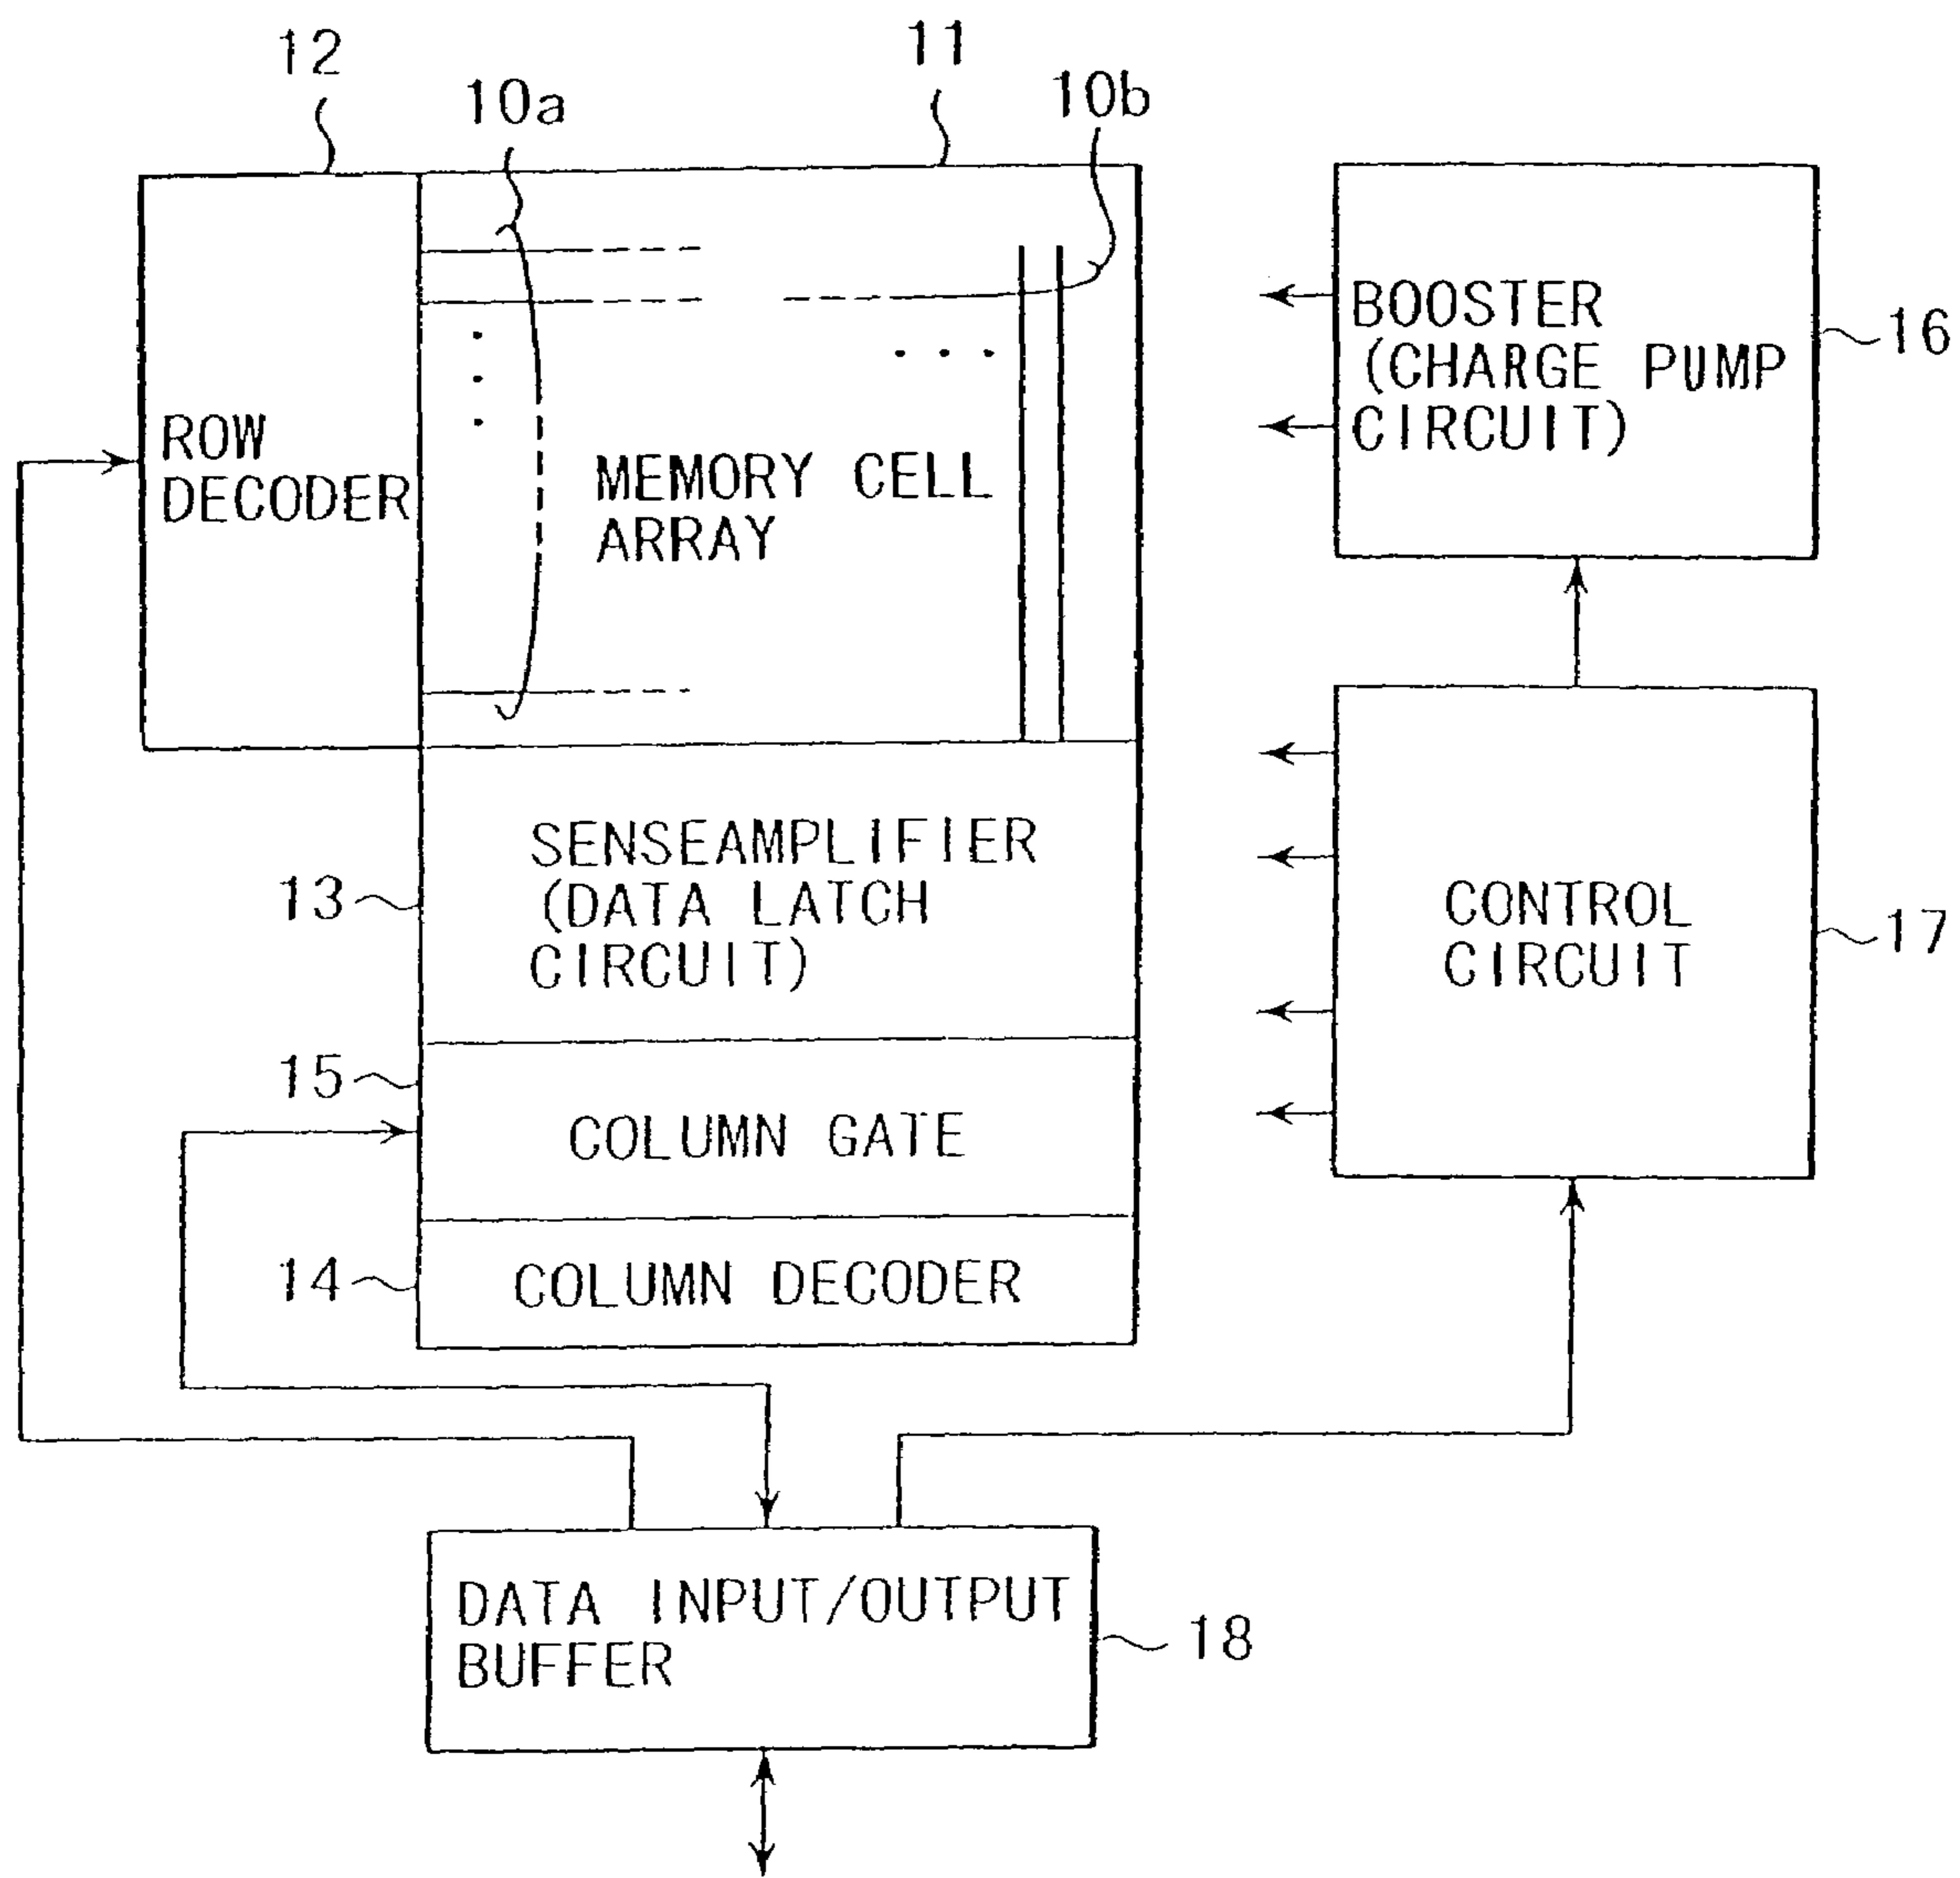 12
11
10a
10b
ROW
DECODER
MEMORY CELL
ARRAY
BOOSTER
(CHARGE PUMP
CIRCUIT)
16
SENSEAMPLIFIER
(DATA LATCH
CIRCUIT)
13
CONTROL
CIRCUIT
17
15
COLUMN GATE
14
COLUMN DECODER
DATA INPUT/OUTPUT
BUFFER
18